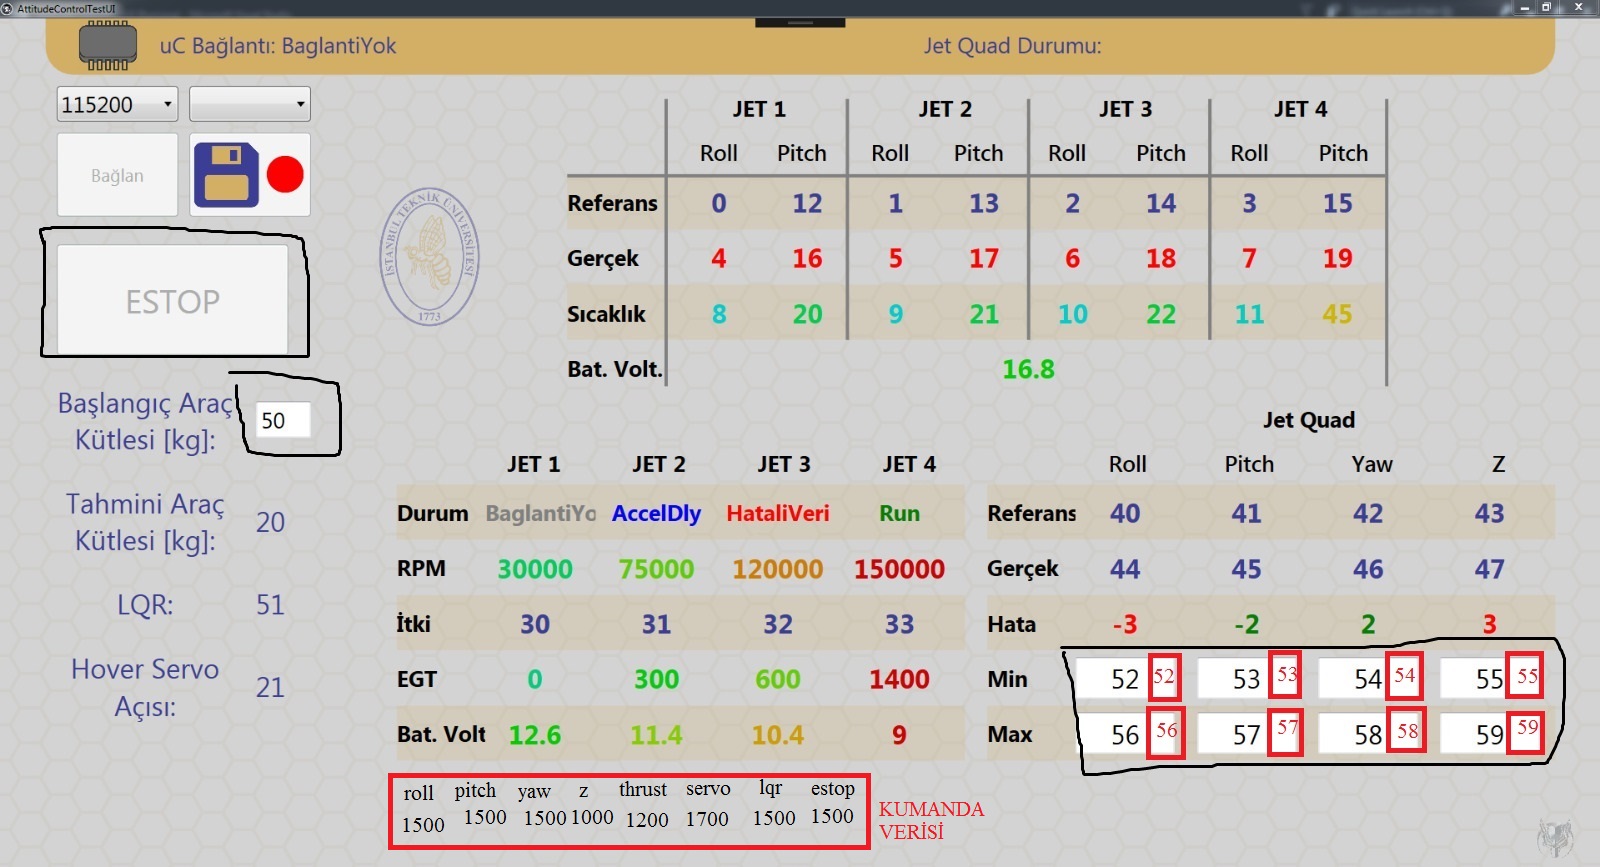 AttitudeControlTestUI
uC Bağlantı: BaglantiYok
Jet Quad Durumu:
115200
Bağlan
ESTOP
Başlangıç Araç
Kütlesi [kg]:
50
Tahmini Araç
Kütlesi [kg]:
20
LQR:
51
Hover Servo
Açısı:
21
İSTANBUL TEKNİK ÜNİVERSİTESİ
1773
JET 1 JET 2 JET 3 JET 4
Roll Pitch Roll Pitch Roll Pitch Roll Pitch
Referans 0 12 1 13 2 14 3 15
Gerçek 4 16 5 17 6 18 7 19
Sıcaklık 8 20 9 21 10 22 11 45
Bat. Volt. 16.8
JET 1 JET 2 JET 3 JET 4
Durum BaglantiYo AccelDly HataliVeri Run
RPM 30000 75000 120000 150000
İtki 30 31 32 33
EGT 0 300 600 1400
Bat. Volt 12.6 11.4 10.4 9
Jet Quad
Roll Pitch Yaw Z
Referans 40 41 42 43
Gerçek 44 45 46 47
Hata -3 -2 2 3
Min 52 52 53 53 54 54 55 55
Max 56 56 57 57 58 58 59 59
roll pitch yaw z thrust servo lqr estop
1500 1500 1500 1000 1200 1700 1500 1500
KUMANDA
VERİSİ